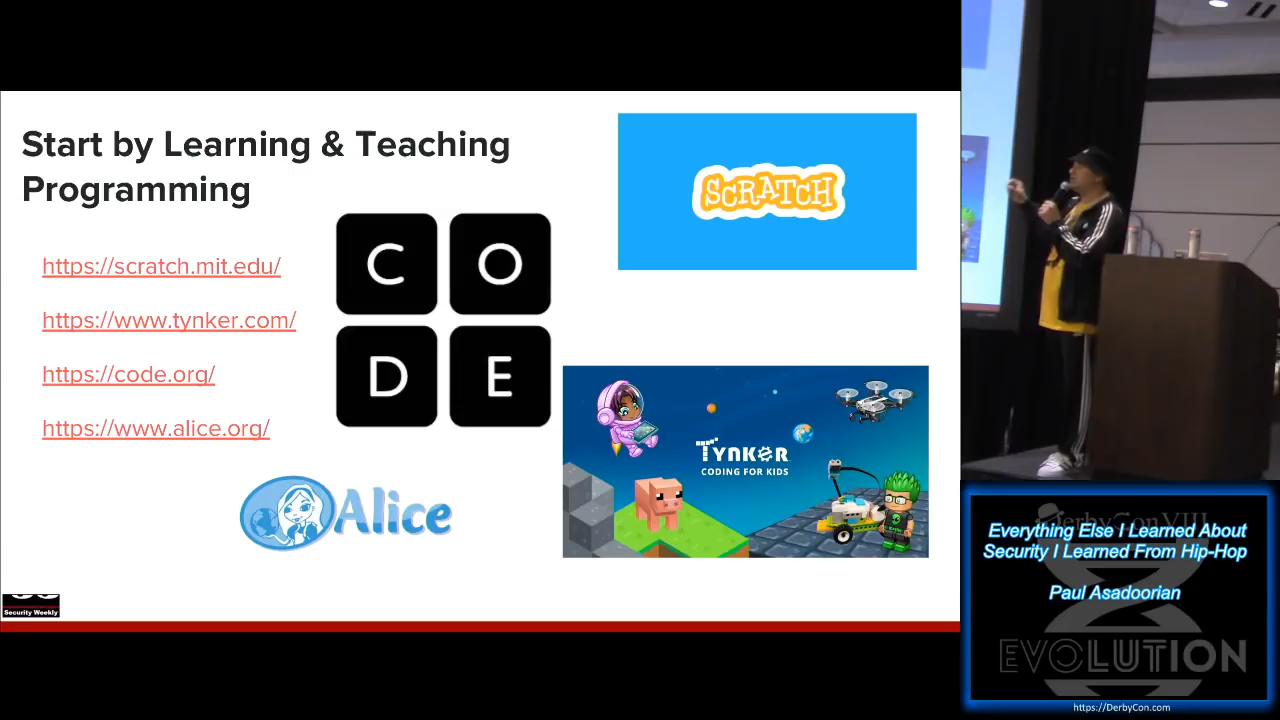 Start by Learning & Teaching
Programming
https://scratch.mit.edu/
https://www.tynker.com/
https://code.org/
https://www.alice.org/
C O
D E
SCRATCH
TYNKER
CODING FOR KIDS
Alice
Security Weekly
DerbyCon VIII
Everything Else I Learned About
Security I Learned From Hip-Hop
Paul Asadoorian
EVOLUTION
https://DerbyCon.com